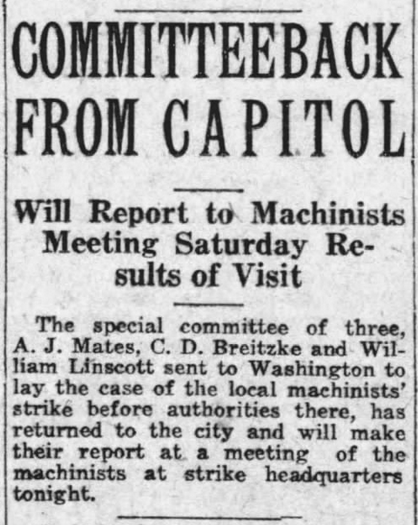 COMMITTEEBACK
FROM CAPITOL
Will Report to Machinists
Meeting Saturday Re-
sults of Visit
The special committee of three,
A. J. Mates, C. D. Breitzke and Wil-
liam Linscott sent to Washington to
lay the case of the local machinists'
strike before authorities there, has
returned to the city and will make
their report at a meeting of the
machinists at strike headquarters
tonight.